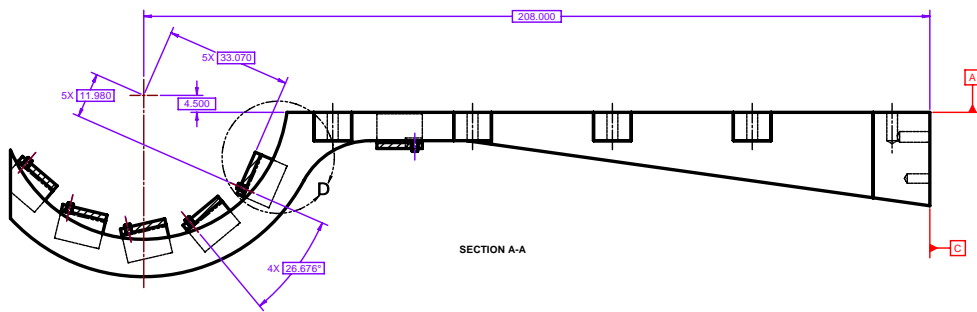 208.000
5X 33.070
5X 11.980
4.500
A
D
SECTION A-A
C
4X 26.676°